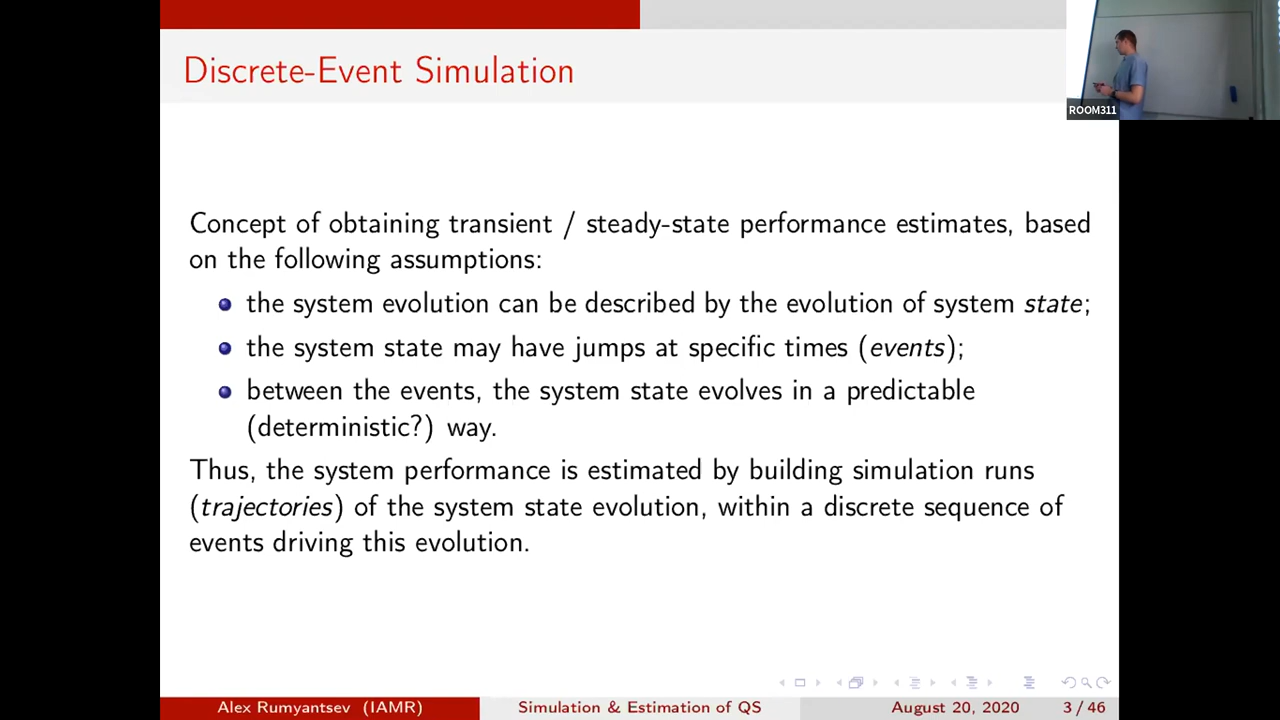 Discrete-Event Simulation
ROOM311
Concept of obtaining transient / steady-state performance estimates, based
on the following assumptions:
the system evolution can be described by the evolution of system state;
the system state may have jumps at specific times (events);
between the events, the system state evolves in a predictable
(deterministic?) way.
Thus, the system performance is estimated by building simulation runs
(trajectories) of the system state evolution, within a discrete sequence of
events driving this evolution.
Alex Rumyantsev (IAMR) Simulation & Estimation of QS August 20, 2020 3 / 46